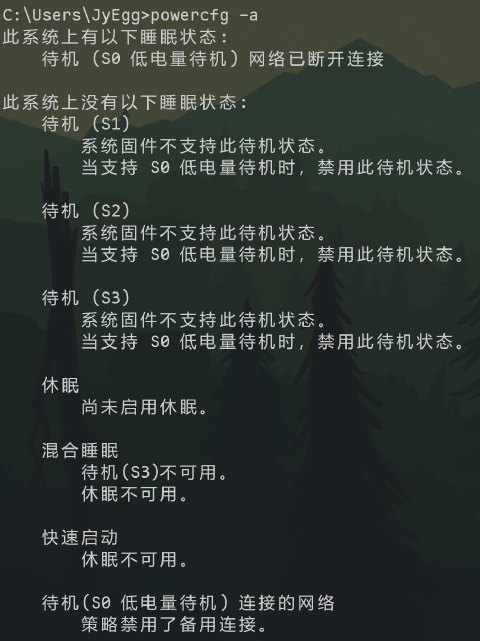 C:\Users\JyEgg>powercfg -a
此系统上有以下睡眠状态:
待机 (S0 低电量待机) 网络已断开连接
此系统上没有以下睡眠状态:
待机 (S1)
系统固件不支持此待机状态。
当支持 S0 低电量待机时，禁用此待机状态。
待机 (S2)
系统固件不支持此待机状态。
当支持 S0 低电量待机时，禁用此待机状态。
待机 (S3)
系统固件不支持此待机状态。
当支持 S0 低电量待机时，禁用此待机状态。
休眠
尚未启用休眠。
混合睡眠
待机(S3)不可用。
休眠不可用。
快速启动
休眠不可用。
待机(S0 低电量待机) 连接的网络
策略禁用了备用连接。